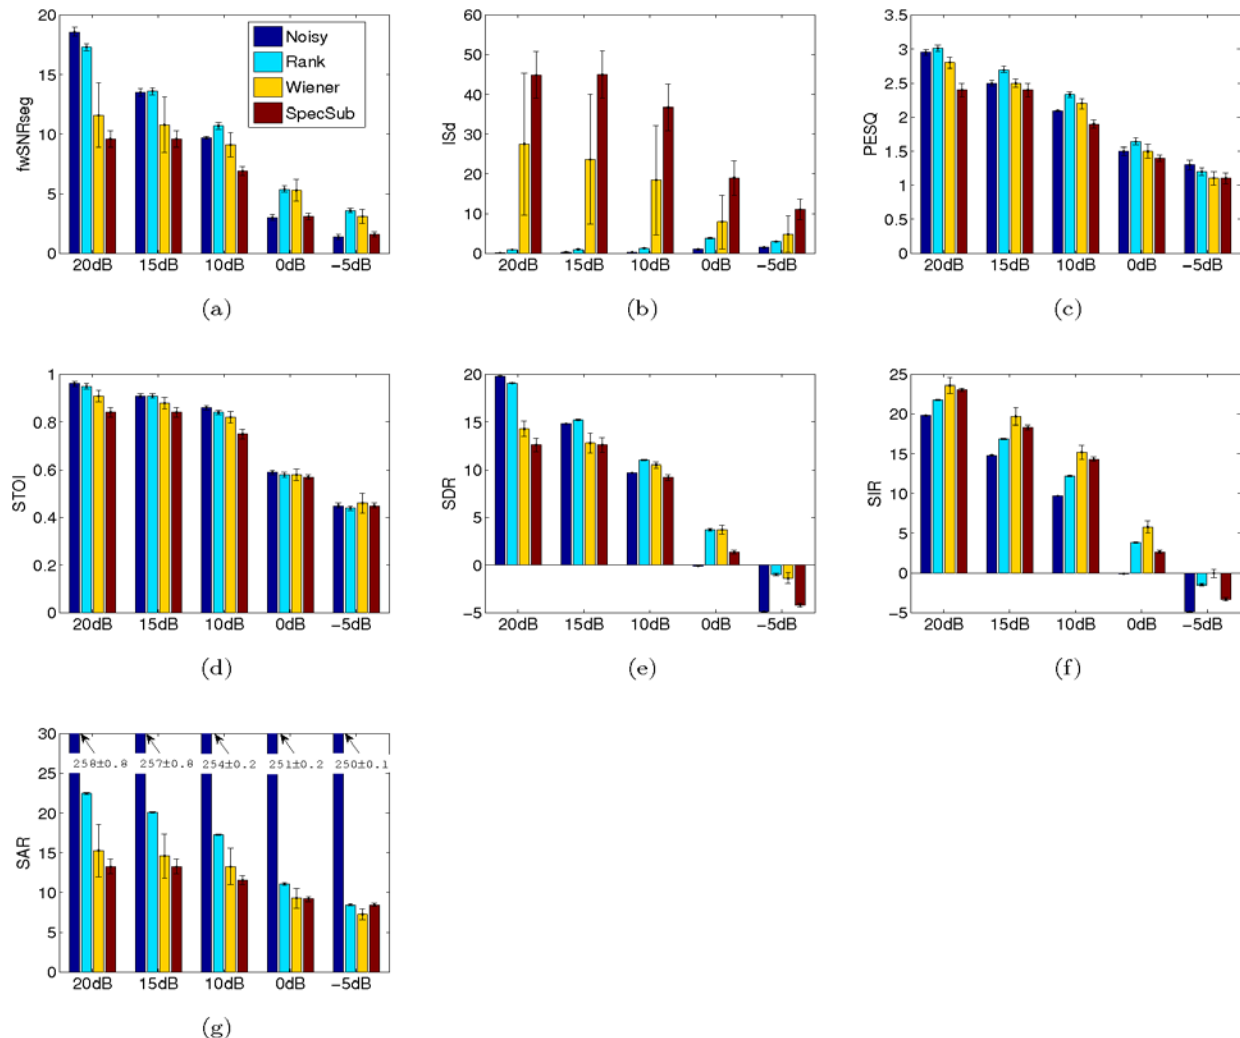 20
15
10
5
0
fwSNRseg
Noisy
Rank
Wiener
SpecSub
20dB 15dB 10dB 0dB −5dB
(a)
60
50
40
30
20
10
0
ISd
20dB 15dB 10dB 0dB −5dB
(b)
3.5
3
2.5
2
1.5
1
0.5
0
PESQ
20dB 15dB 10dB 0dB −5dB
(c)
1
0.8
0.6
0.4
0.2
0
STOI
20dB 15dB 10dB 0dB −5dB
(d)
20
15
10
5
0
−5
SDR
20dB 15dB 10dB 0dB −5dB
(e)
25
20
15
10
5
0
−5
SIR
20dB 15dB 10dB 0dB −5dB
(f)
30
25
20
15
10
5
0
SAR
258±0.8 257±0.8 254±0.2 251±0.2 250±0.1
20dB 15dB 10dB 0dB −5dB
(g)